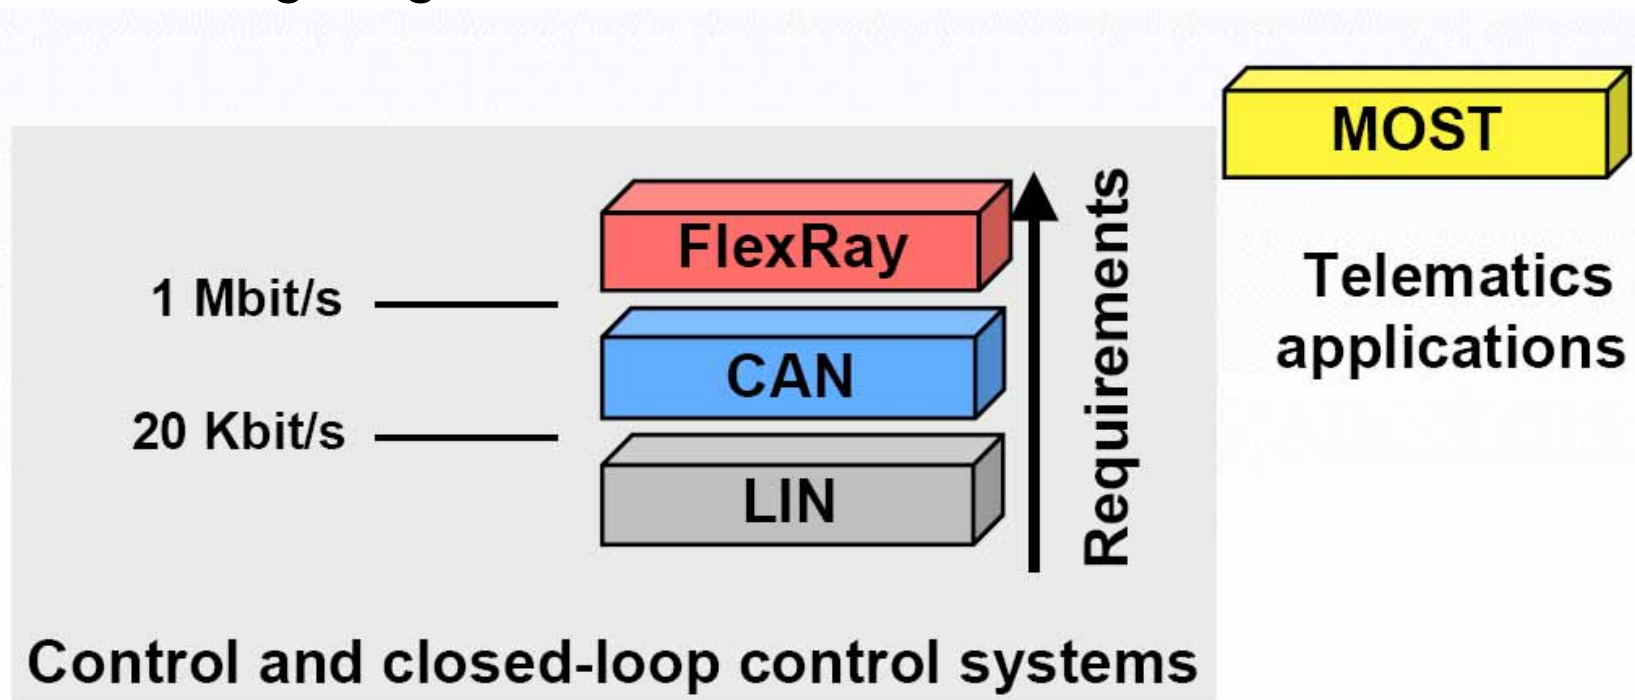 MOST
FlexRay
1 Mbit/s
Requirements
Telematics
applications
CAN
20 Kbit/s
LIN
Control and closed-loop control systems